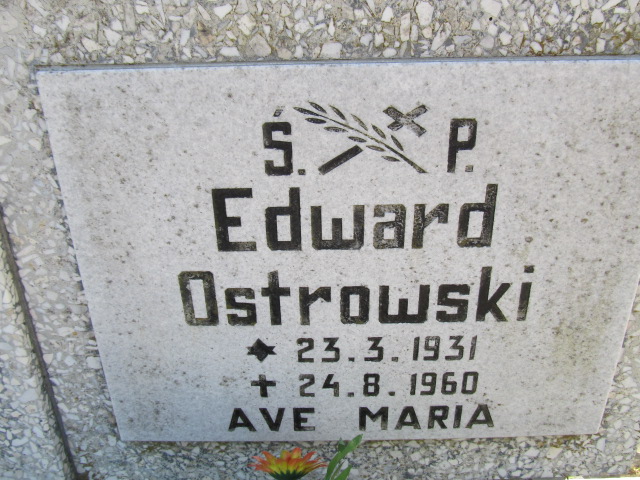 Ś. P.
Edward
Ostrowski
★ 23.3.1931
✝ 24.8.1960
AVE MARIA